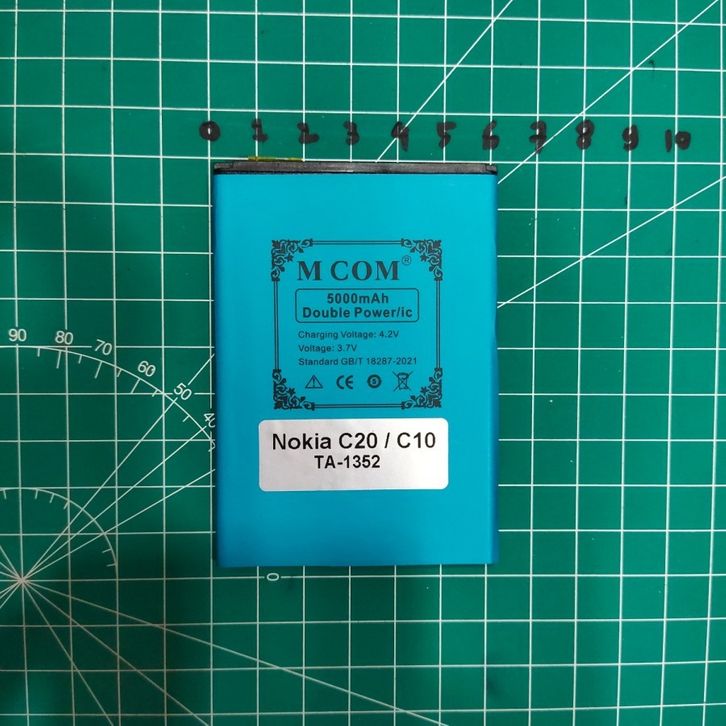 0 1 2 3 4 5 6 7 8 9 10
M COM®
5000mAh
Double Power/ic
Charging Voltage: 4.2V
Voltage: 3.7V
Standard GB/T 18287-2021
CE
Nokia C20 / C10
TA-1352
90 80 70 60 50 40
0